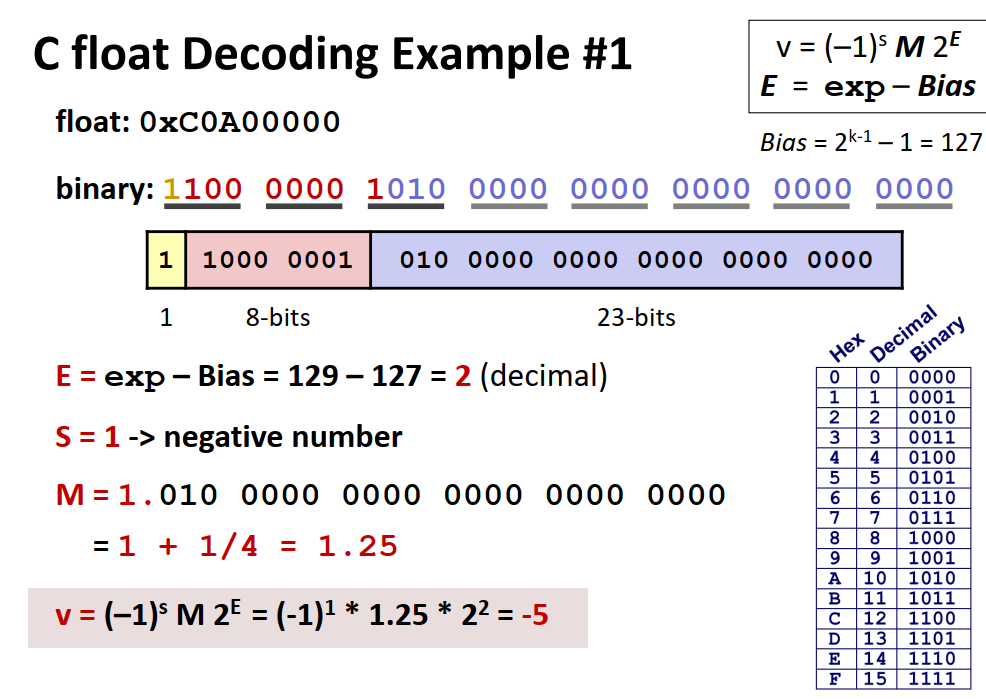 C float Decoding Example #1
v = (–1)ˢ M 2ᴱ
E = exp – Bias
Bias = 2ᵏ⁻¹ – 1 = 127
float: 0xC0A00000
binary: 1100 0000 1010 0000 0000 0000 0000 0000
1 1000 0001 010 0000 0000 0000 0000 0000
1 8-bits 23-bits
E = exp – Bias = 129 – 127 = 2 (decimal)
S = 1 -> negative number
M = 1.010 0000 0000 0000 0000 0000
= 1 + 1/4 = 1.25
v = (–1)ˢ M 2ᴱ = (-1)¹ * 1.25 * 2² = -5
Hex Decimal Binary
0 0 0000
1 1 0001
2 2 0010
3 3 0011
4 4 0100
5 5 0101
6 6 0110
7 7 0111
8 8 1000
9 9 1001
A 10 1010
B 11 1011
C 12 1100
D 13 1101
E 14 1110
F 15 1111